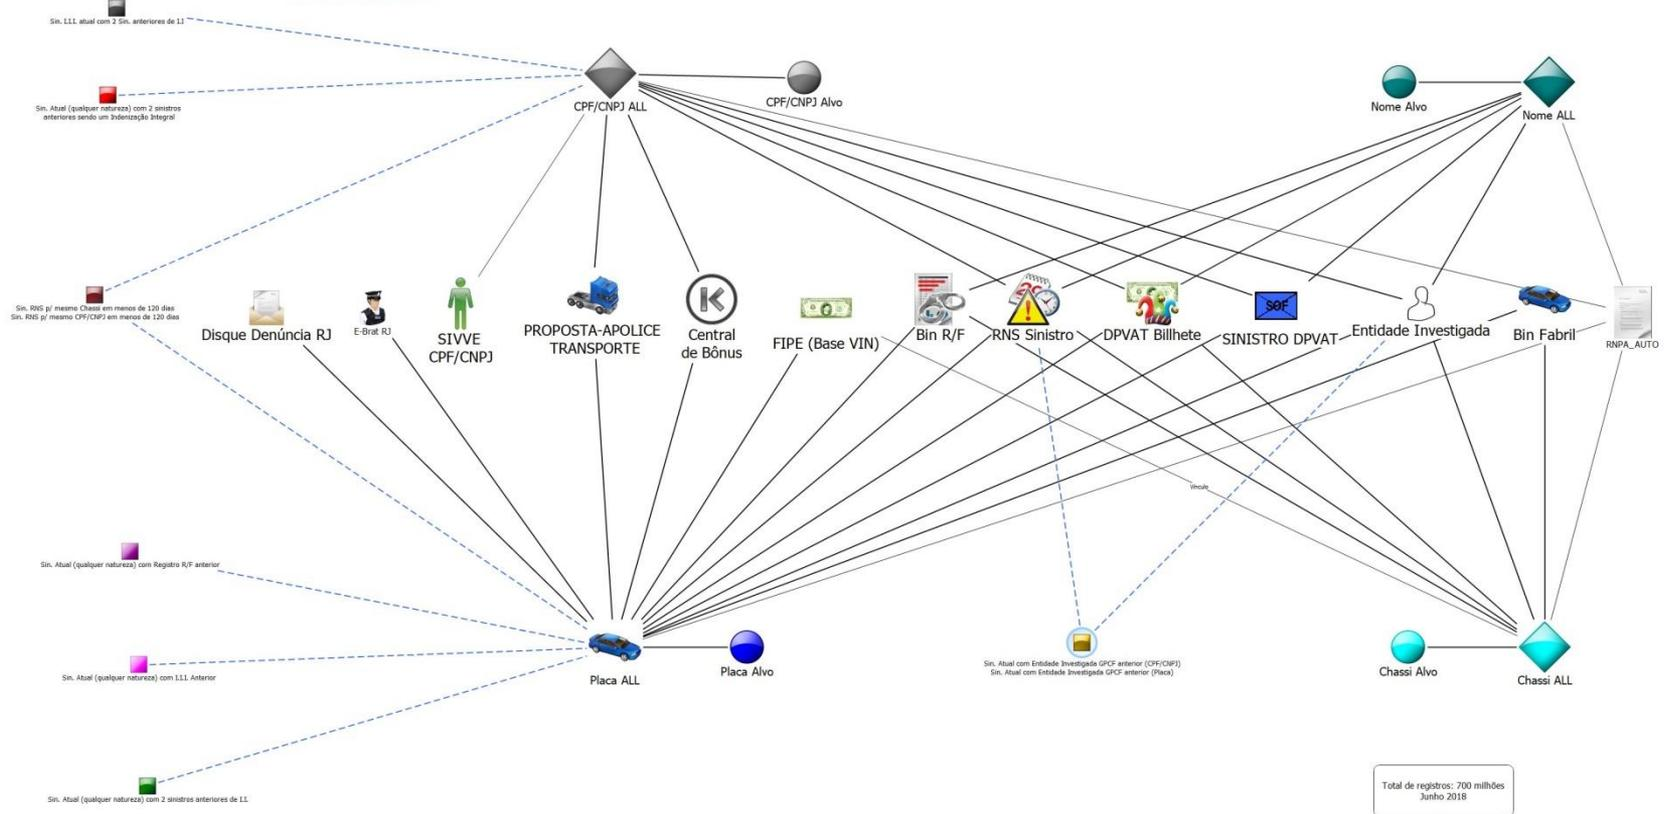 Sin. I.I.I. atual com 2 Sin. anteriores de I.I
CPF/CNPJ ALL
CPF/CNPJ Alvo
Nome Alvo
Nome ALL
Sin. Atual (qualquer natureza) com 2 sinistros
anteriores sendo um Indenização Integral
Sin. RNS p/ mesmo Chassi em menos de 120 dias
Sin. RNS p/ mesmo CPF/CNPJ em menos de 120 dias
Disque Denúncia RJ
E-Brat RJ
SIVVE
CPF/CNPJ
PROPOSTA-APOLICE
TRANSPORTE
Central
de Bônus
FIPE (Base VIN)
Bin R/F
RNS Sinistro
DPVAT Billhete
SOF
SINISTRO DPVAT
Entidade Investigada
Bin Fabril
RNPA_AUTO
Veículo
Sin. Atual (qualquer natureza) com Registro R/F anterior
Sin. Atual (qualquer natureza) com I.I.I. Anterior
Placa ALL
Placa Alvo
Sin. Atual com Entidade Investigada GPCF anterior (CPF/CNPJ)
Sin. Atual com Entidade Investigada GPCF anterior (Placa)
Chassi Alvo
Chassi ALL
Sin. Atual (qualquer natureza) com 2 sinistros anteriores de I.I.
Total de registros: 700 milhões
Junho 2018